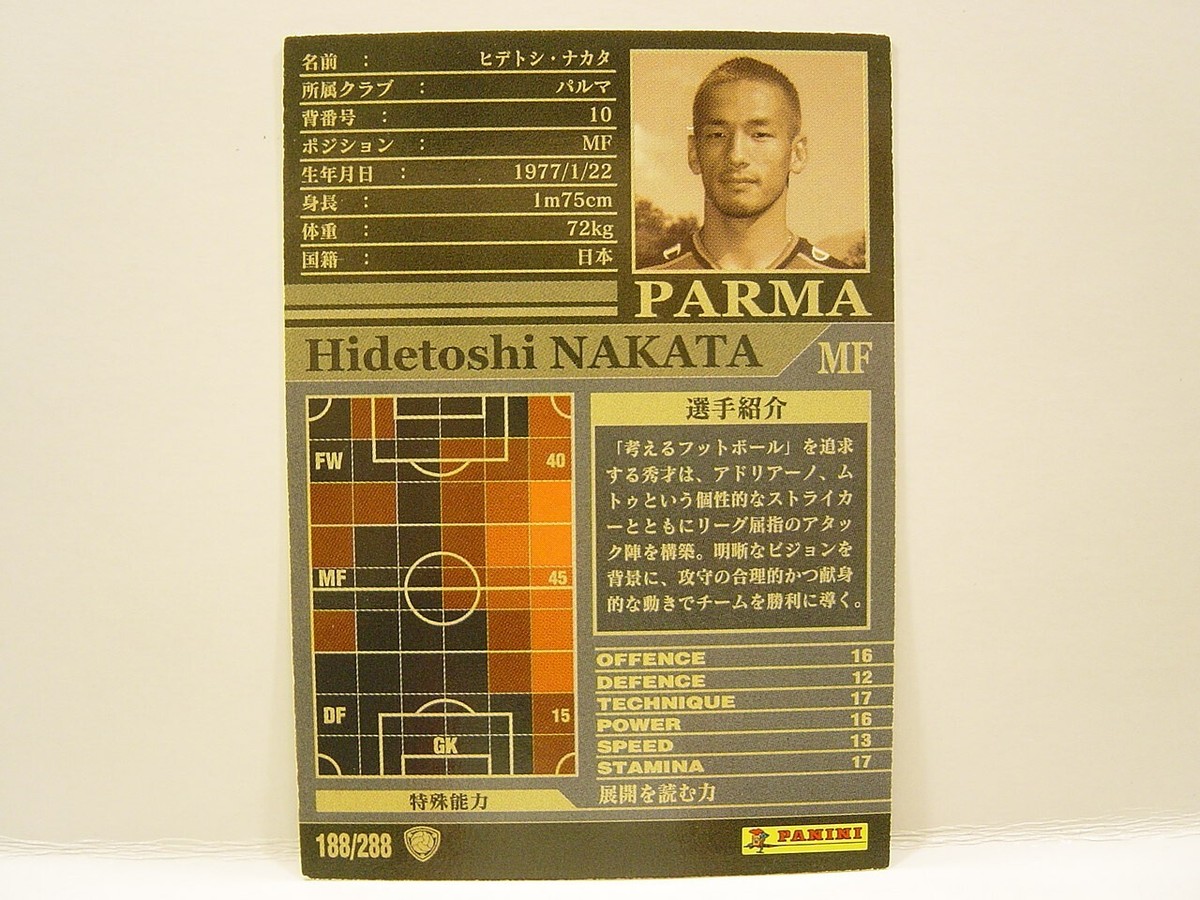 名前 : ヒデトシ・ナカタ
所属クラブ : パルマ
背番号 : 10
ポジション : MF
生年月日 : 1977/1/22
身長 : 1m75cm
体重 : 72kg
国籍 : 日本
PARMA
Hidetoshi NAKATA MF
FW 40
MF 45
DF 15
GK
選手紹介
「考えるフットボール」を追求
する秀才は、アドリアーノ、ム
トゥという個性的なストライカ
ーとともにリーグ屈指のアタッ
ク陣を構築。明晰なビジョンを
背景に、攻守の合理的かつ献身
的な動きでチームを勝利に導く。
OFFENCE 16
DEFENCE 12
TECHNIQUE 17
POWER 16
SPEED 13
STAMINA 17
特殊能力 展開を読む力
188/288
PANINI